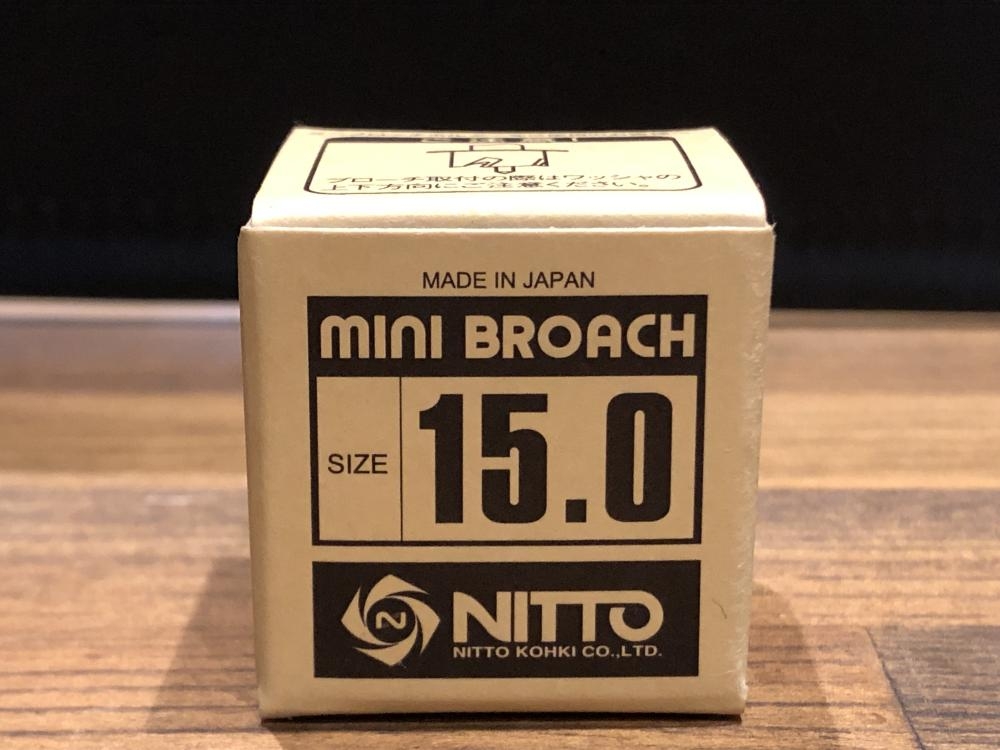 ブローチ取付の際はワッシャの
上下方向にご注意ください。
MADE IN JAPAN
MINI BROACH
SIZE
15.0
N
NITTO
NITTO KOHKI CO.,LTD.